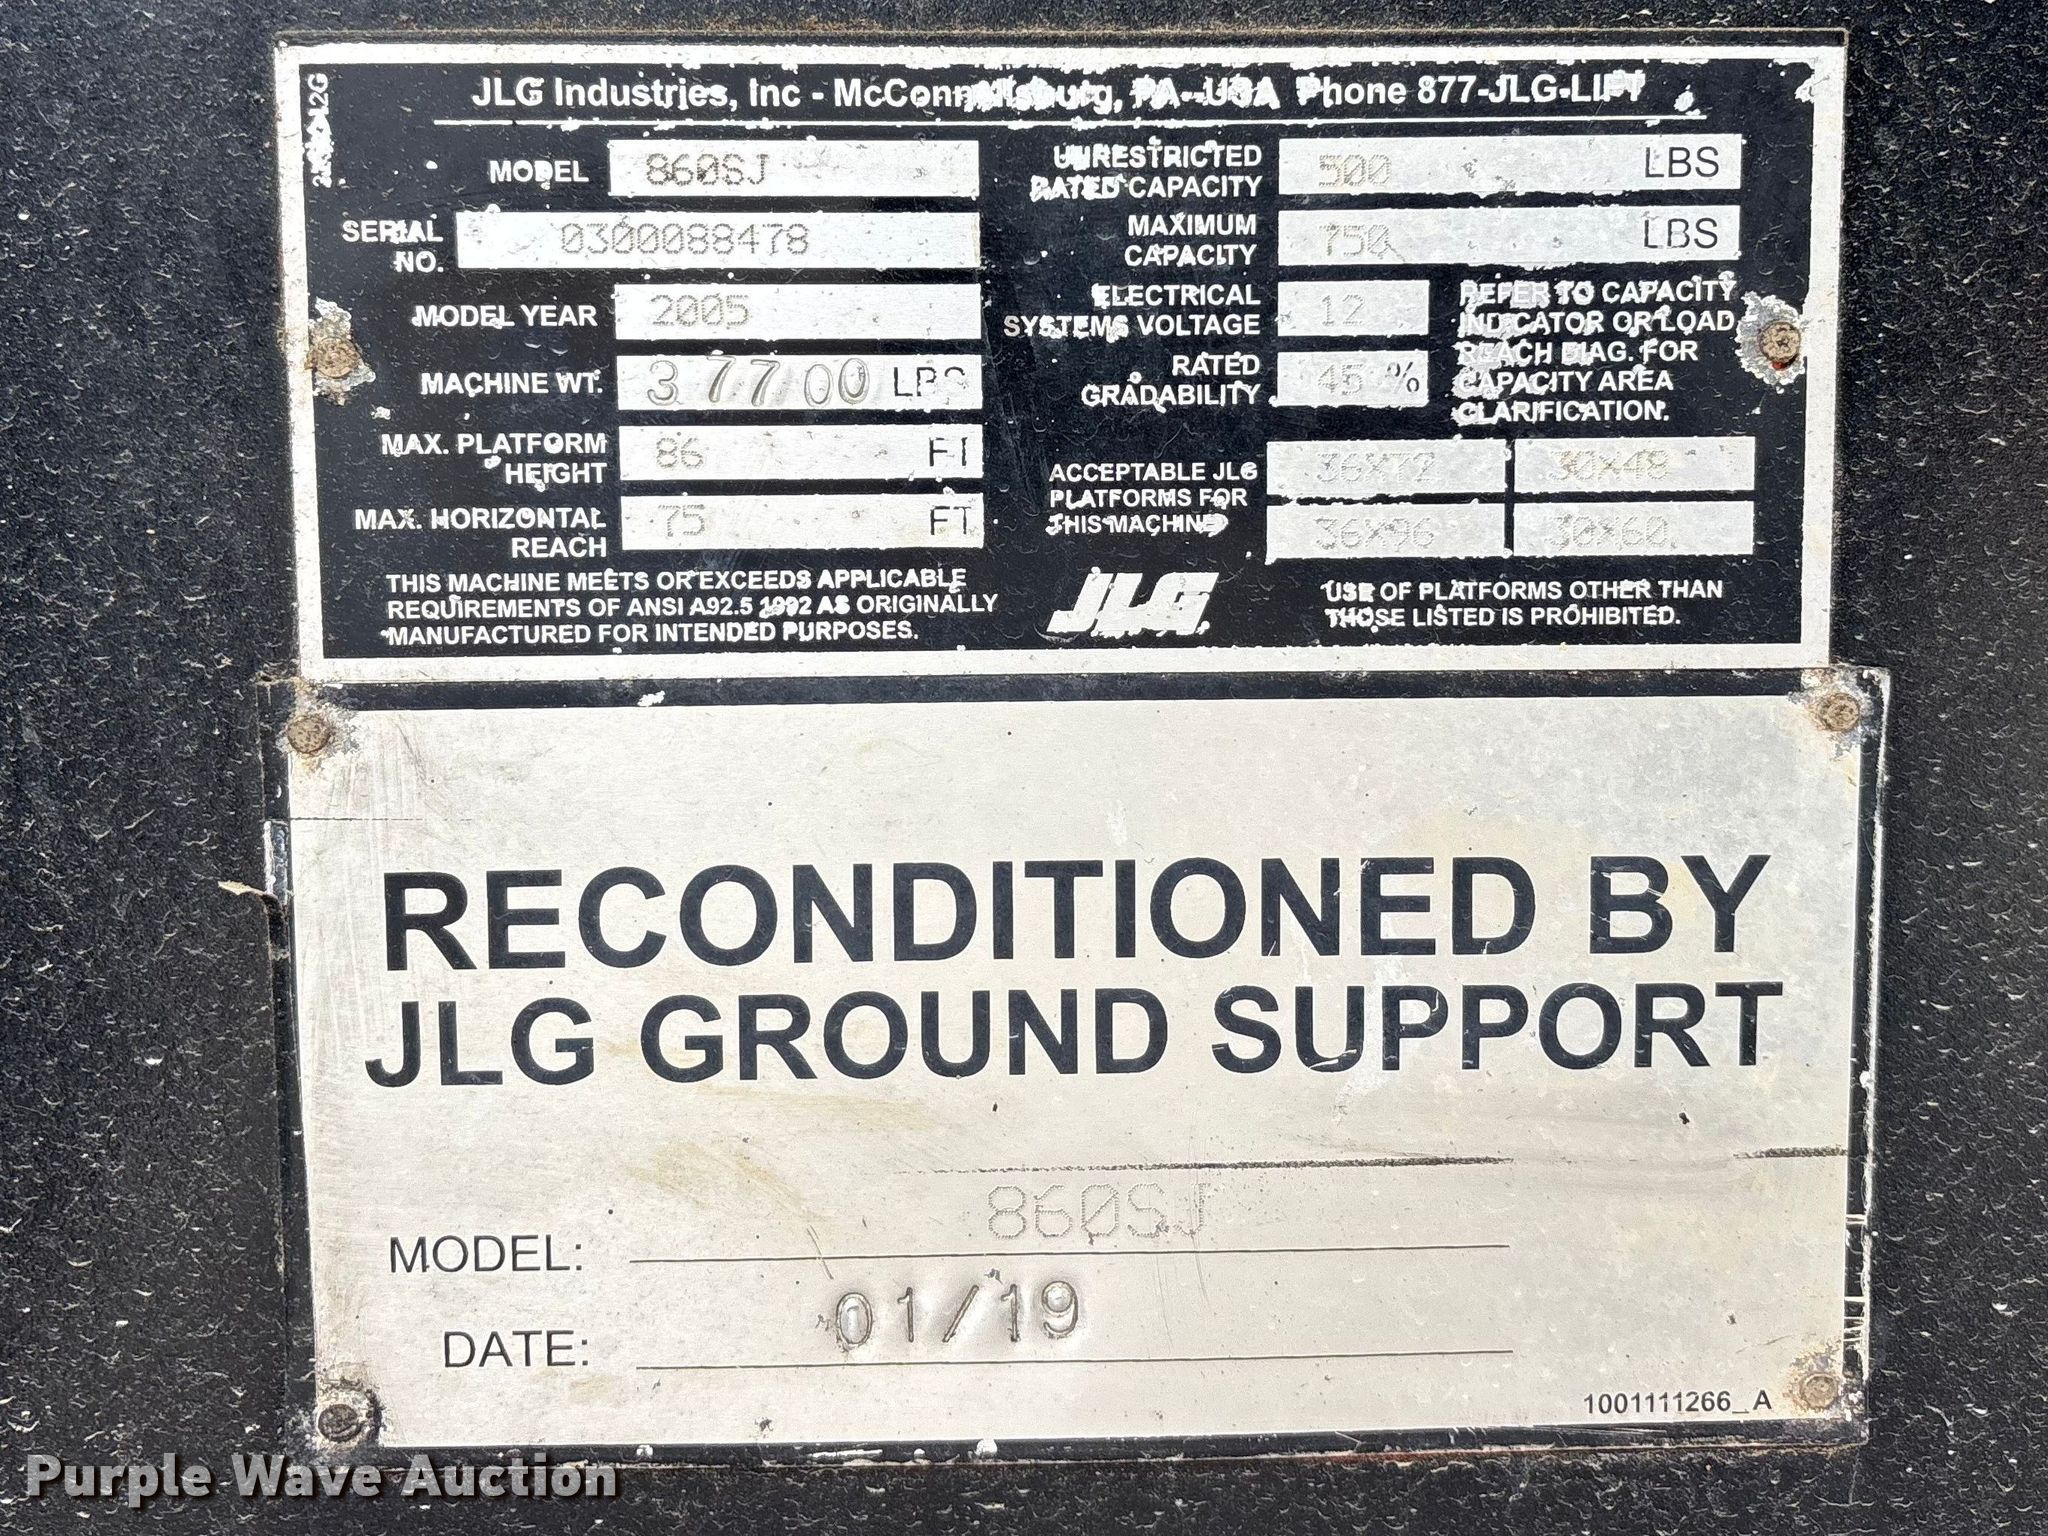 JLG Industries, Inc - McConnellsburg, PA - USA Phone 877-JLG-LIFT
MODEL 860SJ
SERIAL NO. 0300088478
MODEL YEAR 2005
MACHINE WT. 37700 LBS
MAX. PLATFORM HEIGHT 86 FT
MAX. HORIZONTAL REACH 75 FT
THIS MACHINE MEETS OR EXCEEDS APPLICABLE
REQUIREMENTS OF ANSI A92.5 1992 AS ORIGINALLY
MANUFACTURED FOR INTENDED PURPOSES.
UNRESTRICTED
RATED CAPACITY 500 LBS
MAXIMUM
CAPACITY 750 LBS
ELECTRICAL
SYSTEMS VOLTAGE 12
RATED
GRADABILITY 45 %
REFER TO CAPACITY
INDICATOR OR LOAD
REACH DIAG. FOR
CAPACITY AREA
CLARIFICATION.
ACCEPTABLE JLG
PLATFORMS FOR
THIS MACHINE
36X72 30X48
36X96 30X60
JLG
USE OF PLATFORMS OTHER THAN
THOSE LISTED IS PROHIBITED.
RECONDITIONED BY
JLG GROUND SUPPORT
MODEL: 860SJ
DATE: 01/19
1001111266_A
Purple Wave Auction